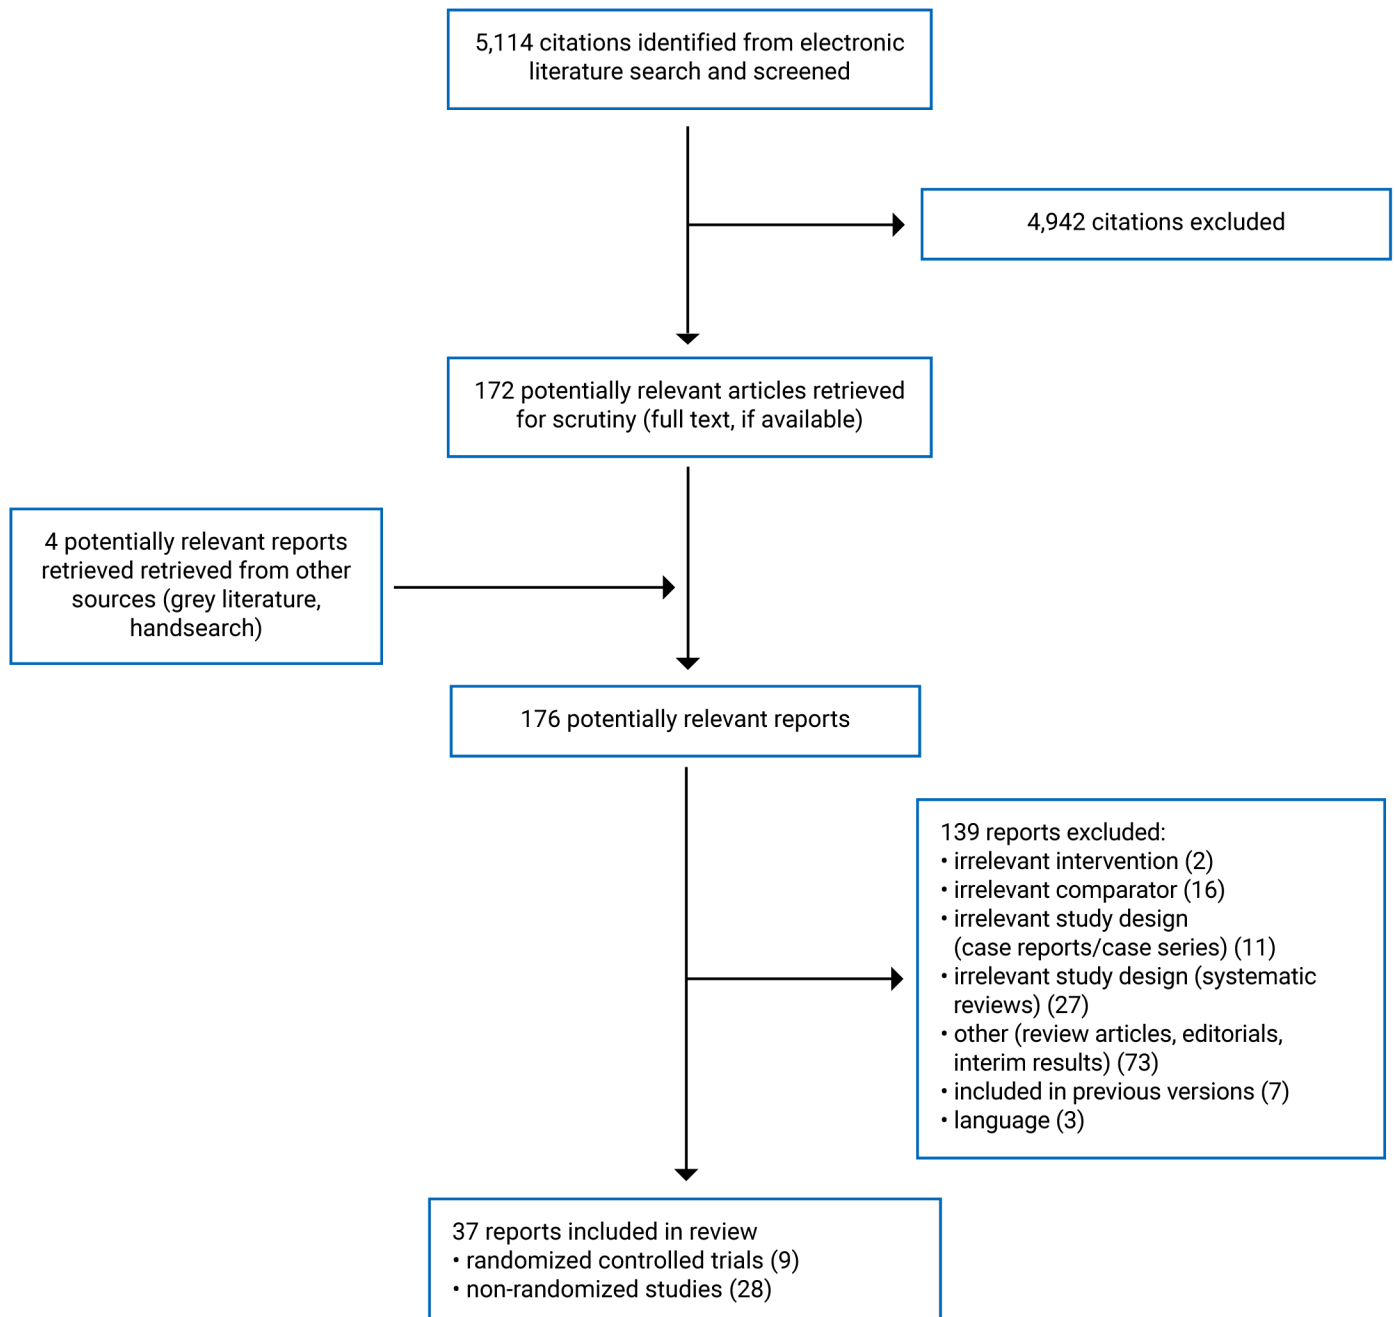 5,114 citations identified from electronic
literature search and screened
4,942 citations excluded
172 potentially relevant articles retrieved
for scrutiny (full text, if available)
4 potentially relevant reports
retrieved retrieved from other
sources (grey literature,
handsearch)
176 potentially relevant reports
139 reports excluded:
• irrelevant intervention (2)
• irrelevant comparator (16)
• irrelevant study design
(case reports/case series) (11)
• irrelevant study design (systematic
reviews) (27)
• other (review articles, editorials,
interim results) (73)
• included in previous versions (7)
• language (3)
37 reports included in review
• randomized controlled trials (9)
• non-randomized studies (28)